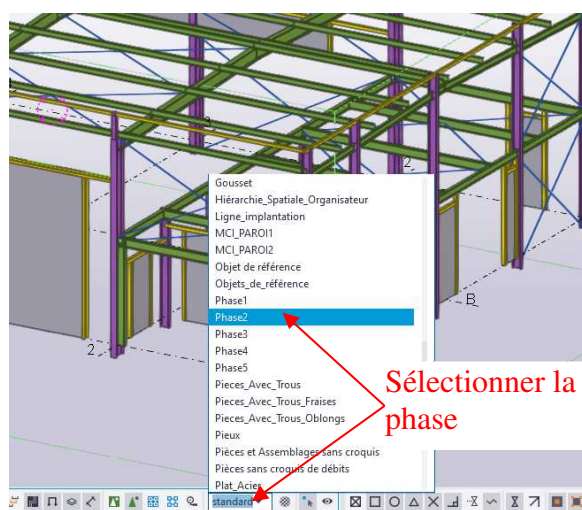 3
2
Gousset
Hiérarchie_Spatiale_Organisateur
Ligne_implantation
MCI_PAROI1
MCI_PAROI2
Objet de référence
Objets_de_référence
Phase1
Phase2
B
Phase3
2
Phase4
Phase5
Pieces_Avec_Trous
Pieces_Avec_Trous_Fraises
Pieces_Avec_Trous_Oblongs
Pieux
Pièces et Assemblages sans croquis
Pièces sans croquis de débits
Plat_Acier
Sélectionner la
phase
standard